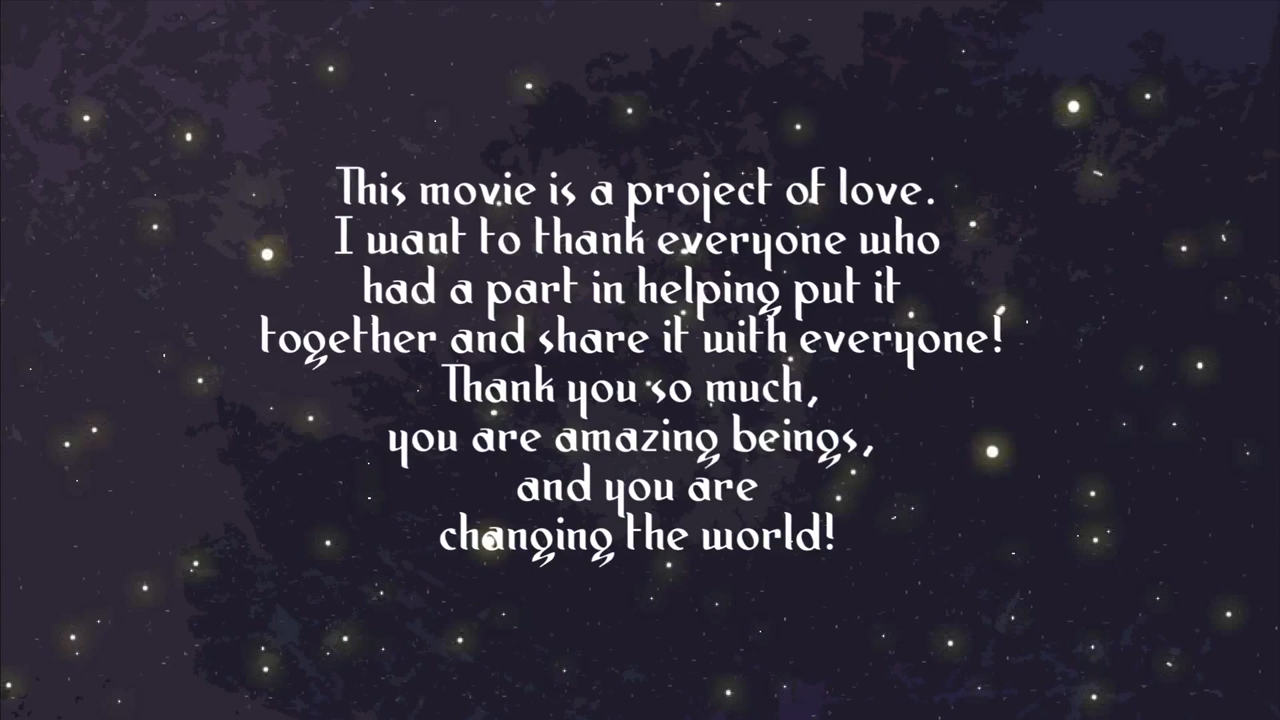 This movie is a project of love.
I want to thank everyone who
had a part in helping put it
together and share it with everyone!
Thank you so much,
you are amazing beings,
and you are
changing the world!